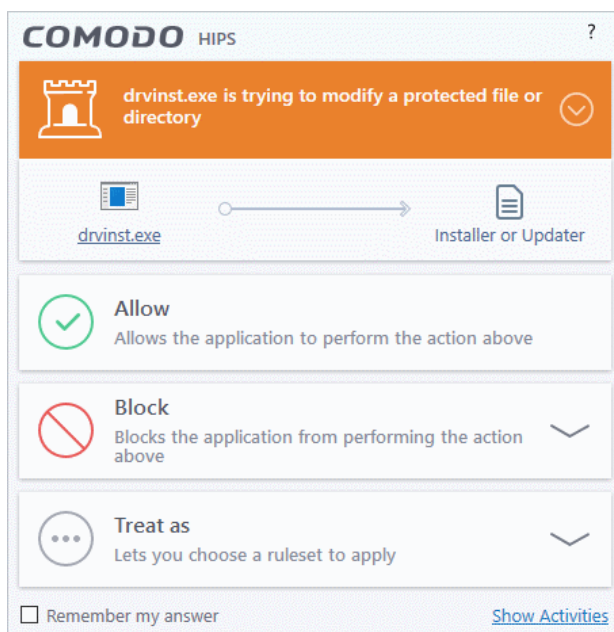 COMODO HIPS ?
drvinst.exe is trying to modify a protected file or
directory
drvinst.exe
Installer or Updater
Allow
Allows the application to perform the action above
Block
Blocks the application from performing the action
above
Treat as
Lets you choose a ruleset to apply
Remember my answer
Show Activities